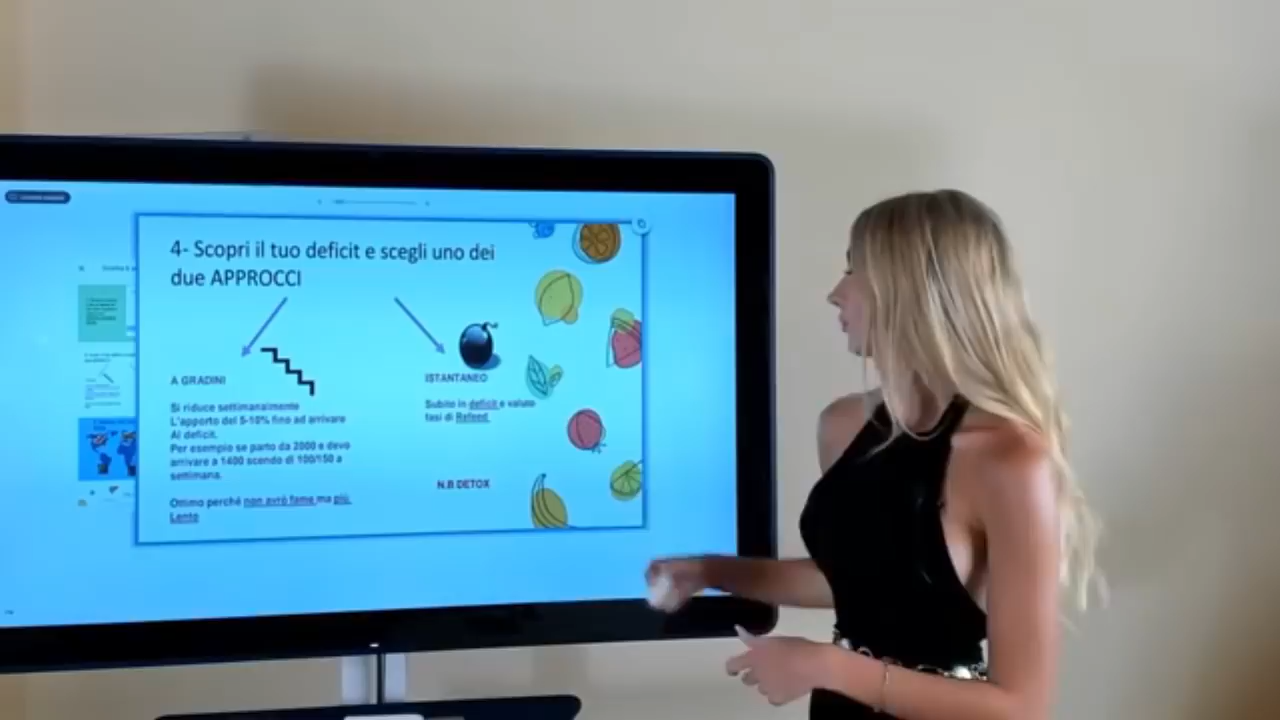 4- Scopri il tuo deficit e scegli uno dei
due APPROCCI
A GRADINI
Si riduce settimanalmente
L'apporto del 5-10% fino ad arrivare
Al deficit.
Per esempio se parto da 2000 e devo
arrivare a 1400 scendo di 100/150 a
settimana.
Ottimo perché non avrò fame ma più
Lento
ISTANTANEO
Subito in deficit e valuto
fasi di Refeed
N.B DETOX